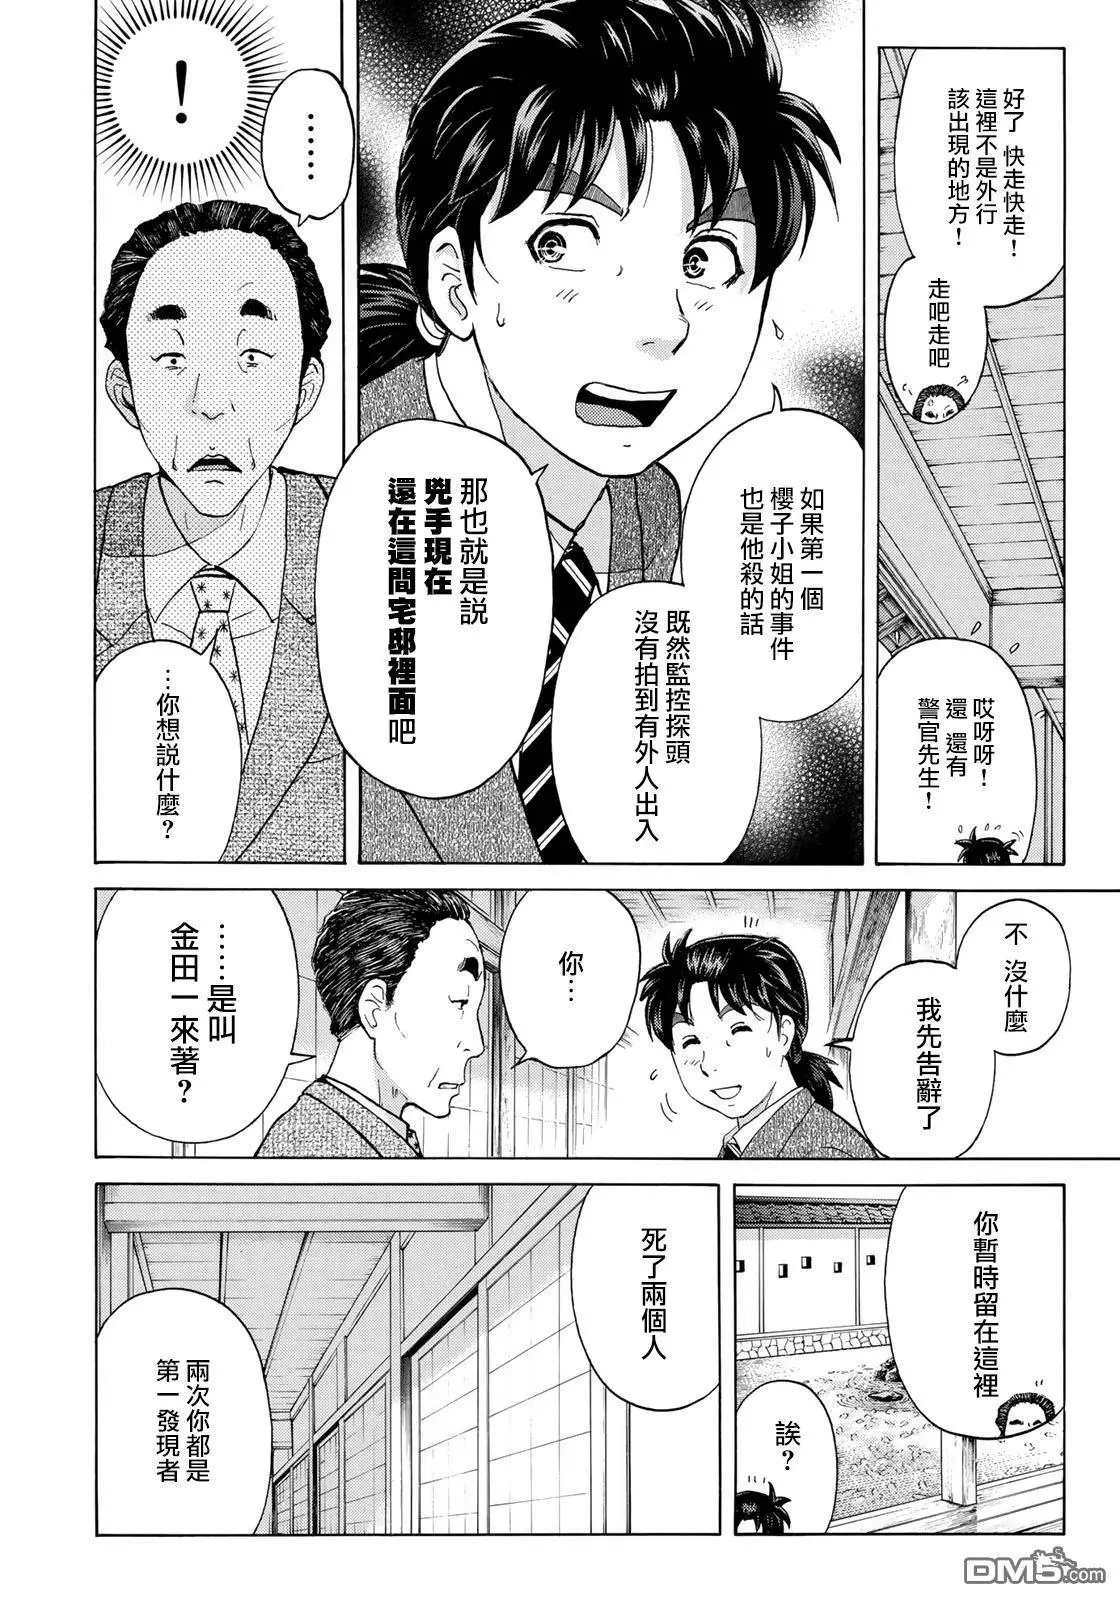 好了 快走快走！
這裡不是外行
該出現的地方！
走吧走吧
哎呀呀！
還 還有
警官先生！
如果第一個
櫻子小姐的事件
也是他殺的話
既然監控探頭
沒有拍到有外人出入
那也就是説
兇手現在
還在這間宅邸裡面吧
！
……
…你想説什麼？
不 沒什麼
我先告辭了
你…
……是叫
金田一來著？
你暫時留在這裡
誒？
死了兩個人
兩次你都是
第一發現者
DM5.com